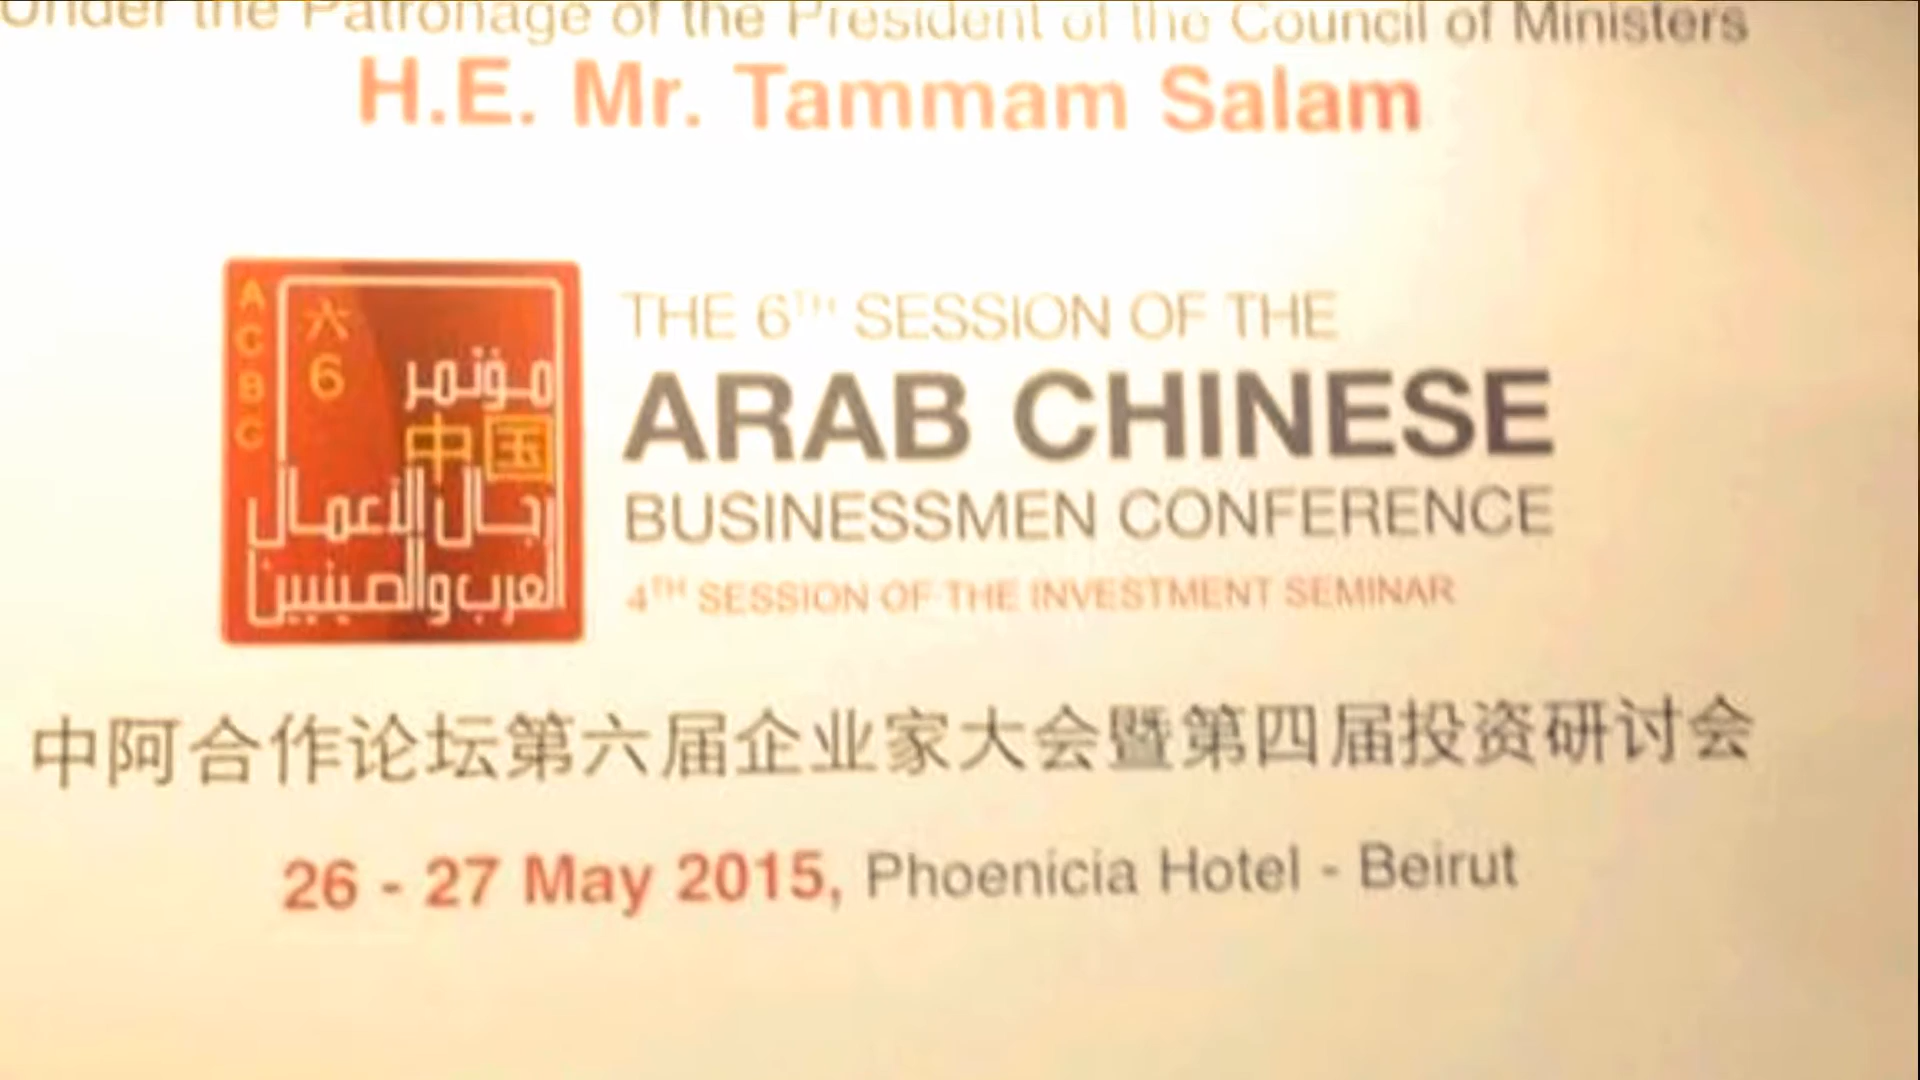 Under the Patronage of the President of the Council of Ministers
H.E. Mr. Tammam Salam
A
C
B
C
六
6
مؤتمر
中国
رجال الأعمال
العرب والصينيين
THE 6TH SESSION OF THE
ARAB CHINESE
BUSINESSMEN CONFERENCE
4TH SESSION OF THE INVESTMENT SEMINAR
中阿合作论坛第六届企业家大会暨第四届投资研讨会
26 - 27 May 2015, Phoenicia Hotel - Beirut